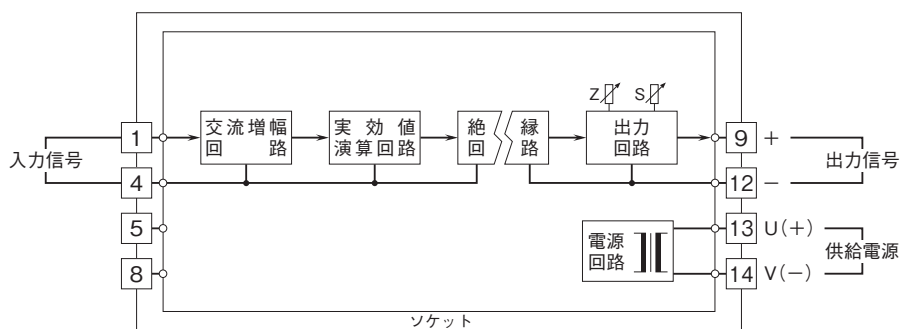 Z S
交流増幅
回路
実効値
演算回路
絶縁
回路
出力
回路
1
4
5
8
入力信号
9 +
12 −
出力信号
電源
回路
13 U(+)
14 V(−)
供給電源
ソケット